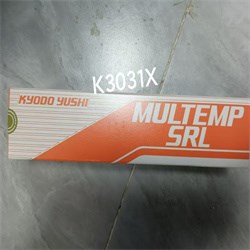 K3031X
KYODO YUSHI
MULTEMP
SRL